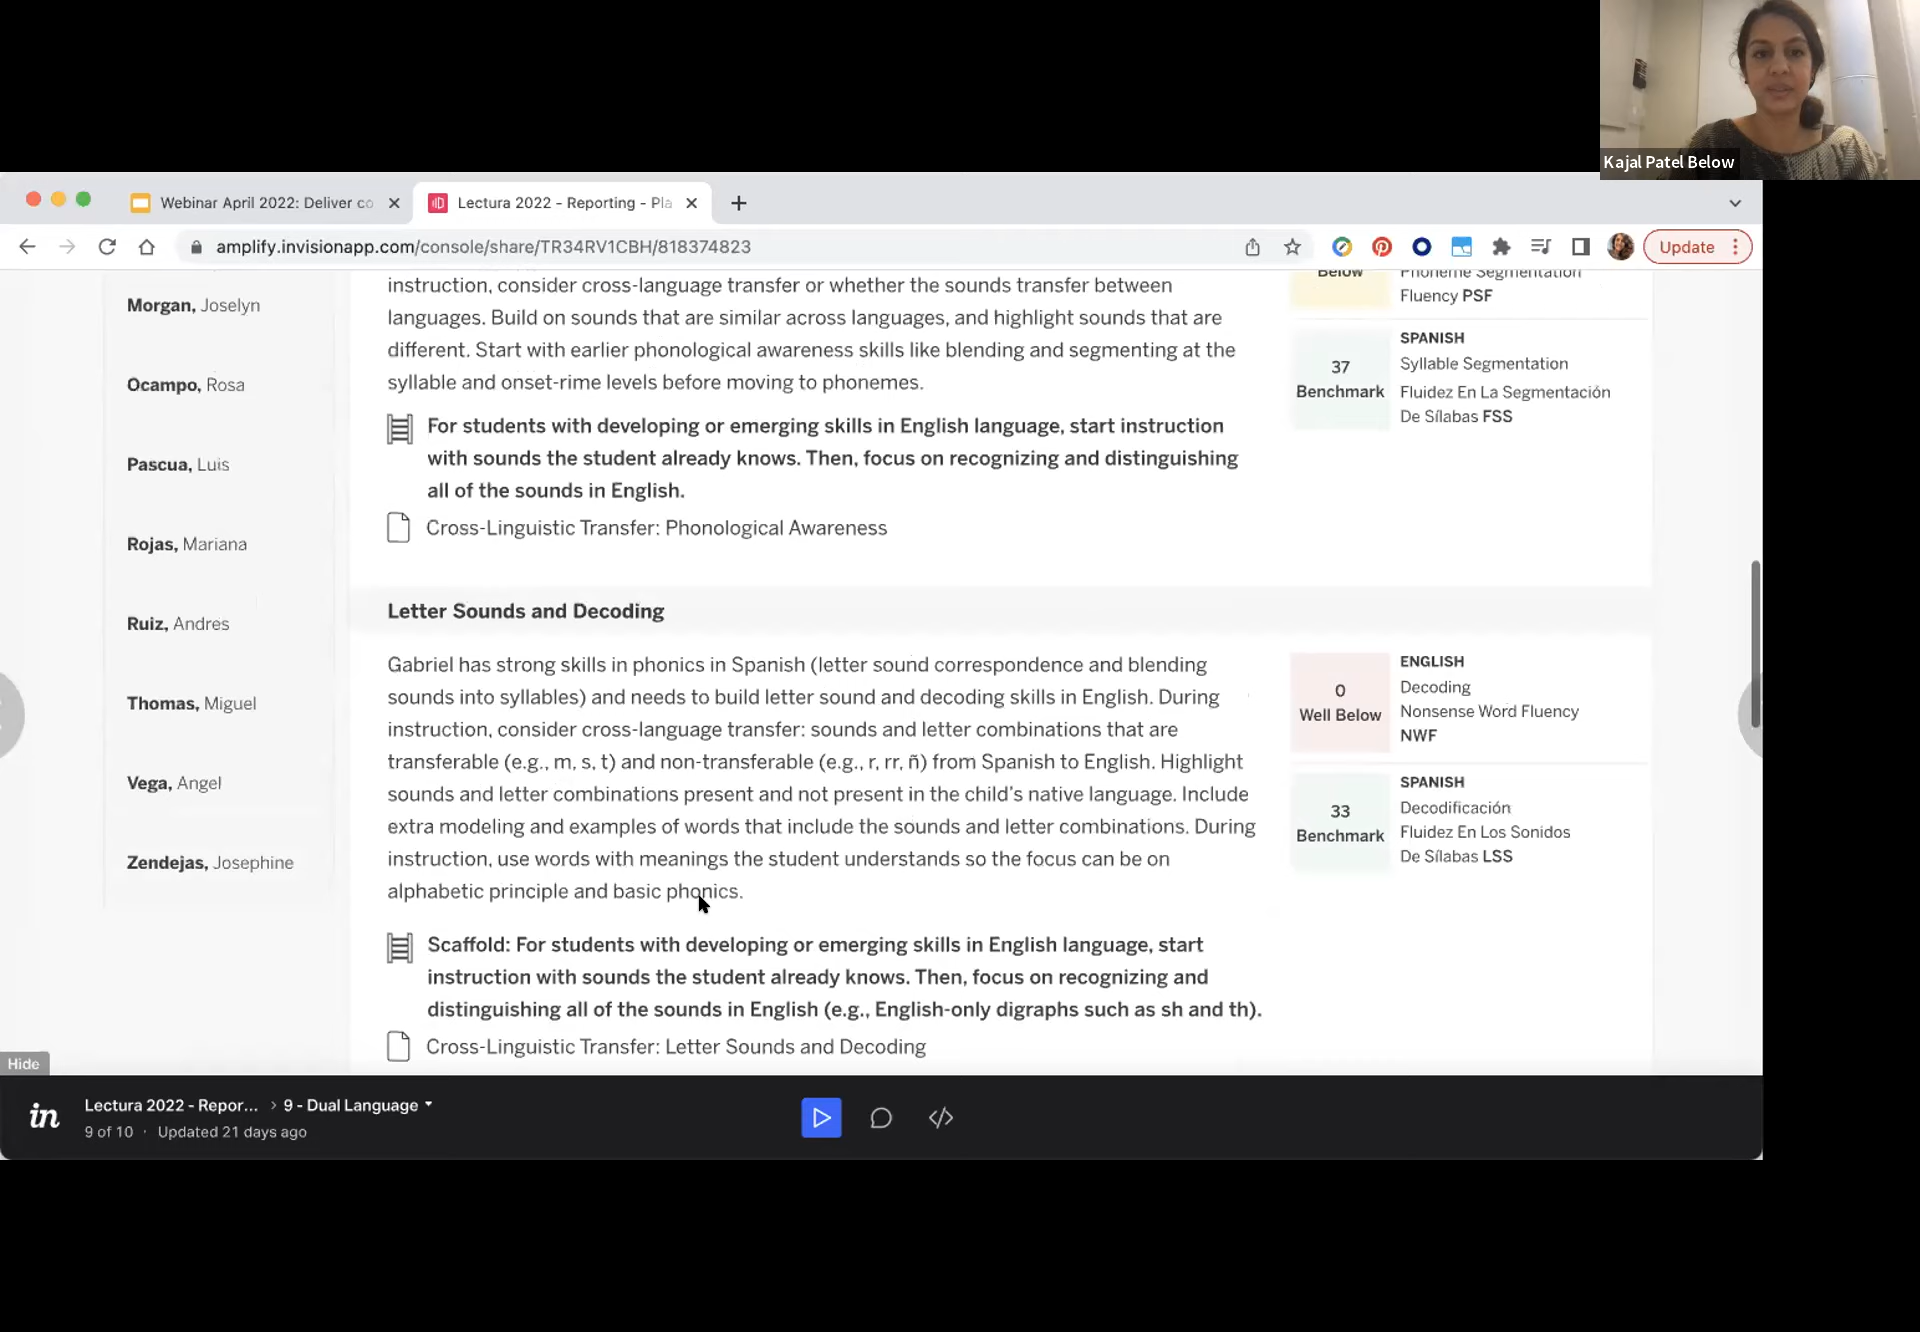 Kajal Patel Below
Webinar April 2022: Deliver co
Lectura 2022 - Reporting - Pla
amplify.invisionapp.com/console/share/TR34RV1CBH/818374823
Update
Morgan, Joselyn
Ocampo, Rosa
Pascua, Luis
Rojas, Mariana
Ruiz, Andres
Thomas, Miguel
Vega, Angel
Zendejas, Josephine
instruction, consider cross-language transfer or whether the sounds transfer between
languages. Build on sounds that are similar across languages, and highlight sounds that are
different. Start with earlier phonological awareness skills like blending and segmenting at the
syllable and onset-rime levels before moving to phonemes.
For students with developing or emerging skills in English language, start instruction
with sounds the student already knows. Then, focus on recognizing and distinguishing
all of the sounds in English.
Cross-Linguistic Transfer: Phonological Awareness
Below
Phoneme Segmentation
Fluency PSF
37
Benchmark
SPANISH
Syllable Segmentation
Fluidez En La Segmentación
De Sílabas FSS
Letter Sounds and Decoding
Gabriel has strong skills in phonics in Spanish (letter sound correspondence and blending
sounds into syllables) and needs to build letter sound and decoding skills in English. During
instruction, consider cross-language transfer: sounds and letter combinations that are
transferable (e.g., m, s, t) and non-transferable (e.g., r, rr, ñ) from Spanish to English. Highlight
sounds and letter combinations present and not present in the child's native language. Include
extra modeling and examples of words that include the sounds and letter combinations. During
instruction, use words with meanings the student understands so the focus can be on
alphabetic principle and basic phonics.
Scaffold: For students with developing or emerging skills in English language, start
instruction with sounds the student already knows. Then, focus on recognizing and
distinguishing all of the sounds in English (e.g., English-only digraphs such as sh and th).
Cross-Linguistic Transfer: Letter Sounds and Decoding
0
Well Below
ENGLISH
Decoding
Nonsense Word Fluency
NWF
33
Benchmark
SPANISH
Decodificación
Fluidez En Los Sonidos
De Sílabas LSS
Hide
in
Lectura 2022 - Repor... > 9 - Dual Language
9 of 10 · Updated 21 days ago